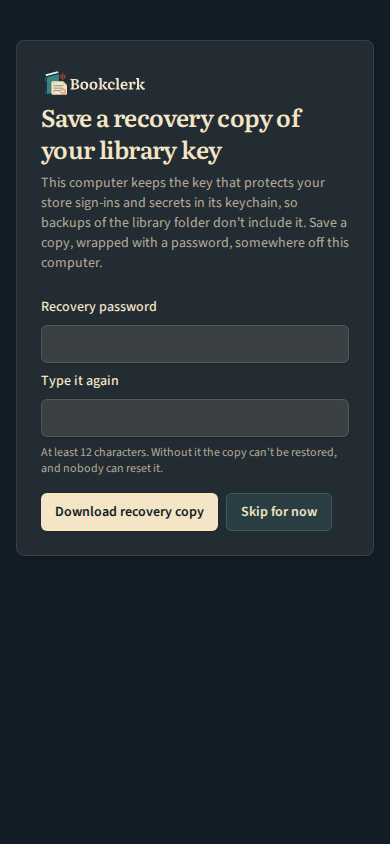 Bookclerk
Save a recovery copy of
your library key
This computer keeps the key that protects your
store sign-ins and secrets in its keychain, so
backups of the library folder don't include it. Save a
copy, wrapped with a password, somewhere off this
computer.
Recovery password
Type it again
At least 12 characters. Without it the copy can't be restored,
and nobody can reset it.
Download recovery copy
Skip for now